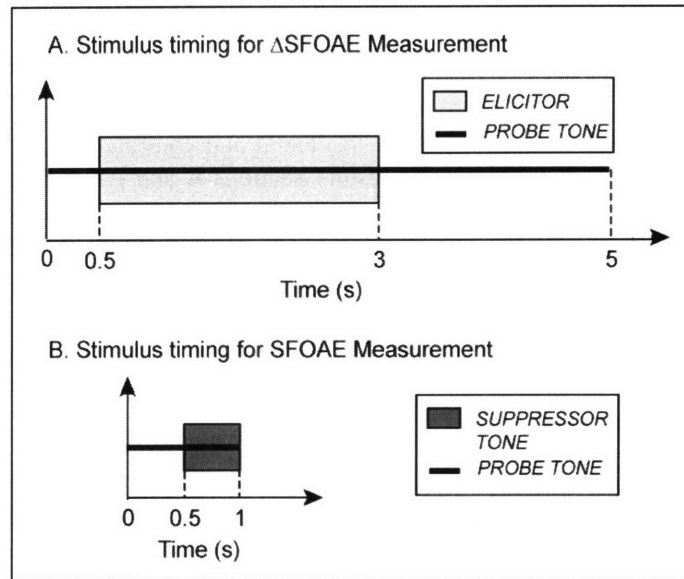 A. Stimulus timing for ΔSFOAE Measurement
ELICITOR
PROBE TONE
0 0.5 3 5
Time (s)
B. Stimulus timing for SFOAE Measurement
SUPPRESSOR
TONE
PROBE TONE
0 0.5 1
Time (s)